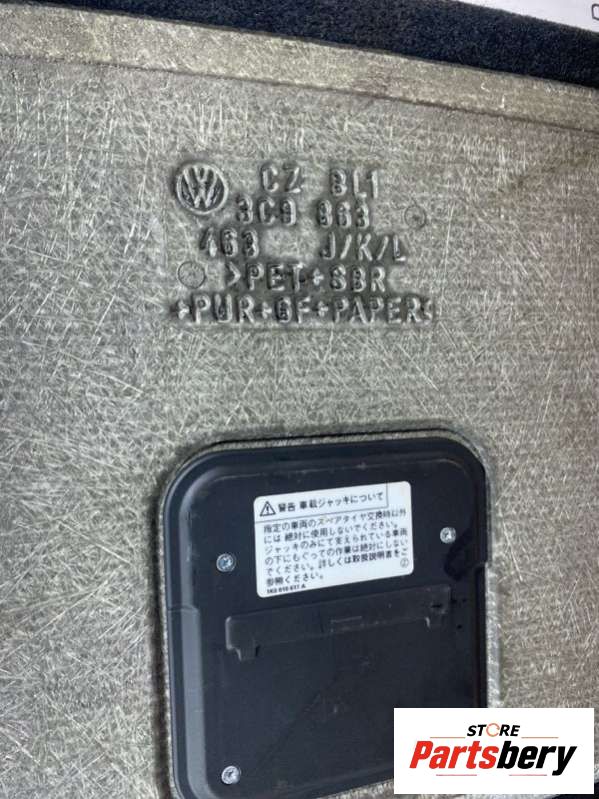 CZ BL1
3C9 863
463 J/K/L
>PET+SBR
+PUR+GF+PAPER<
⚠警告 車載ジャッキについて
指定の車両のスペアタイヤ交換時以外
には 絶対に使用しないでください。
ジャッキのみにて支えられている車両
の下にもぐっての作業は絶対にしない
でください。詳しくは取扱説明書をご
参照ください。
1K0 010 631 A
STORE
Partsbery